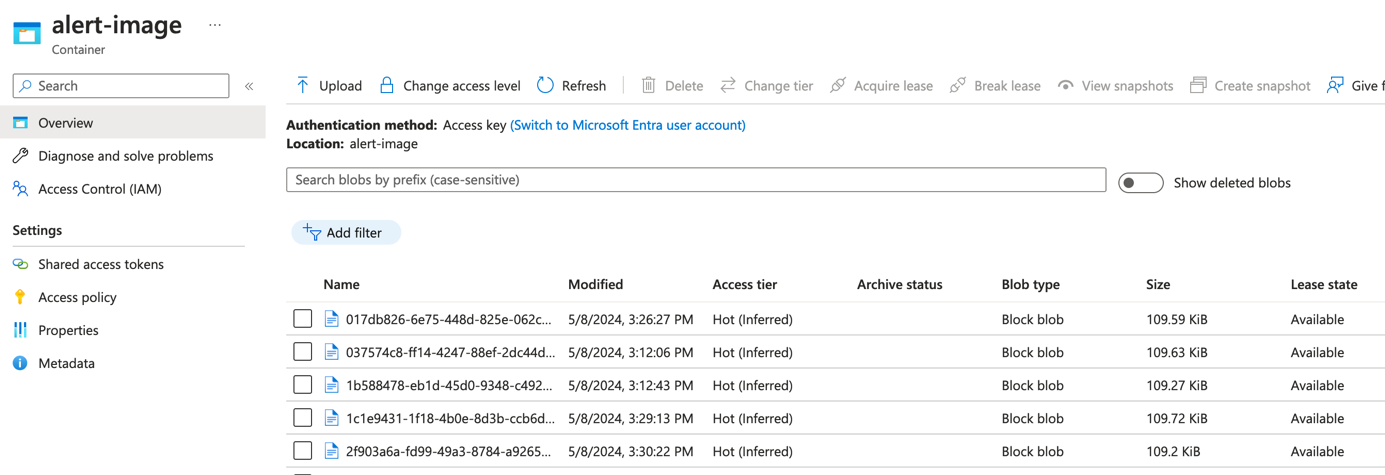 alert-image ...
Container
Search «
Upload Change access level Refresh Delete Change tier Acquire lease Break lease View snapshots Create snapshot Give f
Overview
Diagnose and solve problems
Access Control (IAM)
Settings
Shared access tokens
Access policy
Properties
Metadata
Authentication method: Access key (Switch to Microsoft Entra user account)
Location: alert-image
Search blobs by prefix (case-sensitive)
Show deleted blobs
Add filter
Name Modified Access tier Archive status Blob type Size Lease state
017db826-6e75-448d-825e-062c... 5/8/2024, 3:26:27 PM Hot (Inferred) Block blob 109.59 KiB Available
037574c8-ff14-4247-88ef-2dc44d... 5/8/2024, 3:12:06 PM Hot (Inferred) Block blob 109.63 KiB Available
1b588478-eb1d-45d0-9348-c492... 5/8/2024, 3:12:43 PM Hot (Inferred) Block blob 109.27 KiB Available
1c1e9431-1f18-4b0e-8d3b-ccb6d... 5/8/2024, 3:29:13 PM Hot (Inferred) Block blob 109.72 KiB Available
2f903a6a-fd99-49a3-8784-a9265... 5/8/2024, 3:30:22 PM Hot (Inferred) Block blob 109.2 KiB Available